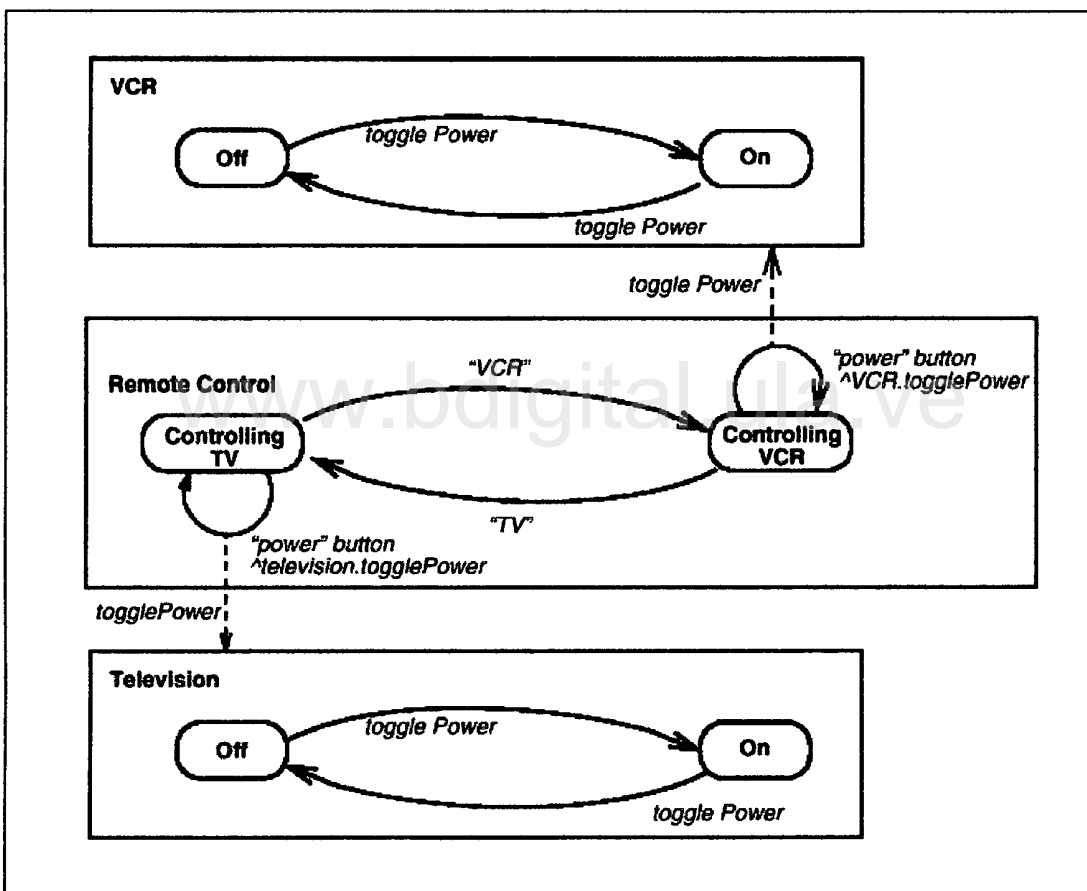 VCR
toggle Power
Off
On
toggle Power
toggle Power
"VCR"
"power" button
^VCR.togglePower
Remote Control
www.bdigital.ula.ve
Controlling
TV
Controlling
VCR
"TV"
"power" button
^television.togglePower
togglePower
Television
toggle Power
Off
On
toggle Power